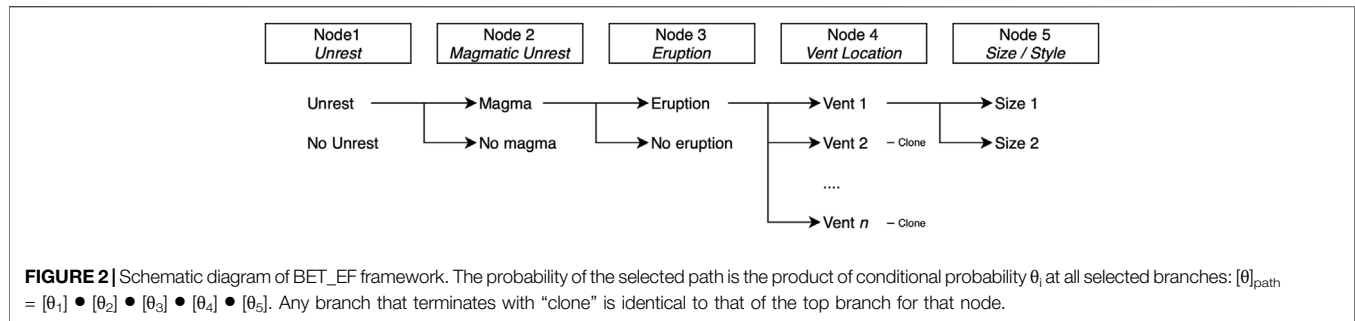 Node1 Node 2 Node 3 Node 4 Node 5
Unrest Magmatic Unrest Eruption Vent Location Size / Style
Unrest Magma Eruption Vent 1 Size 1
No Unrest No magma No eruption Vent 2 – Clone Size 2
....
Vent n – Clone
FIGURE 2 | Schematic diagram of BET_EF framework. The probability of the selected path is the product of conditional probability θi at all selected branches: [θ]path
= [θ1] ● [θ2] ● [θ3] ● [θ4] ● [θ5]. Any branch that terminates with “clone” is identical to that of the top branch for that node.